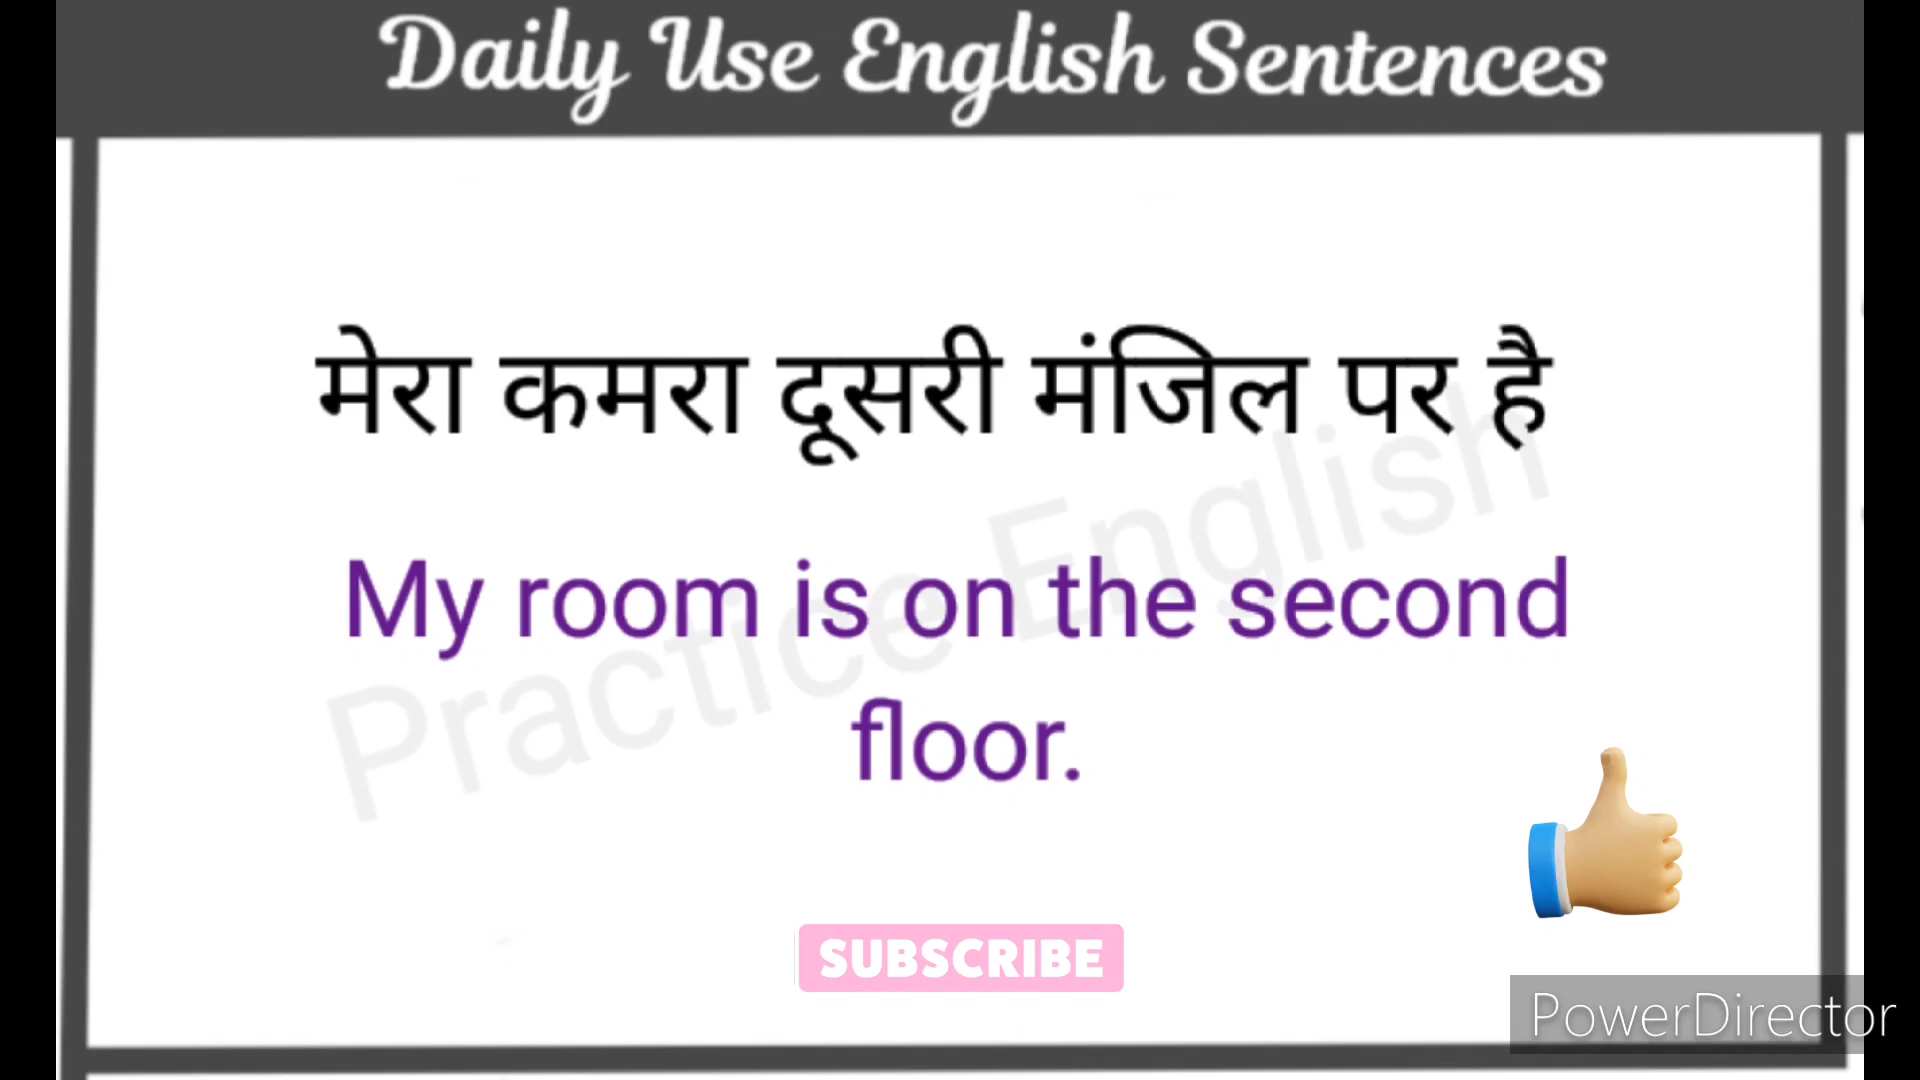 Daily Use English Sentences
मेरा कमरा दूसरी मंजिल पर है
My room is on the second
floor.
Practice English
SUBSCRIBE
PowerDirector